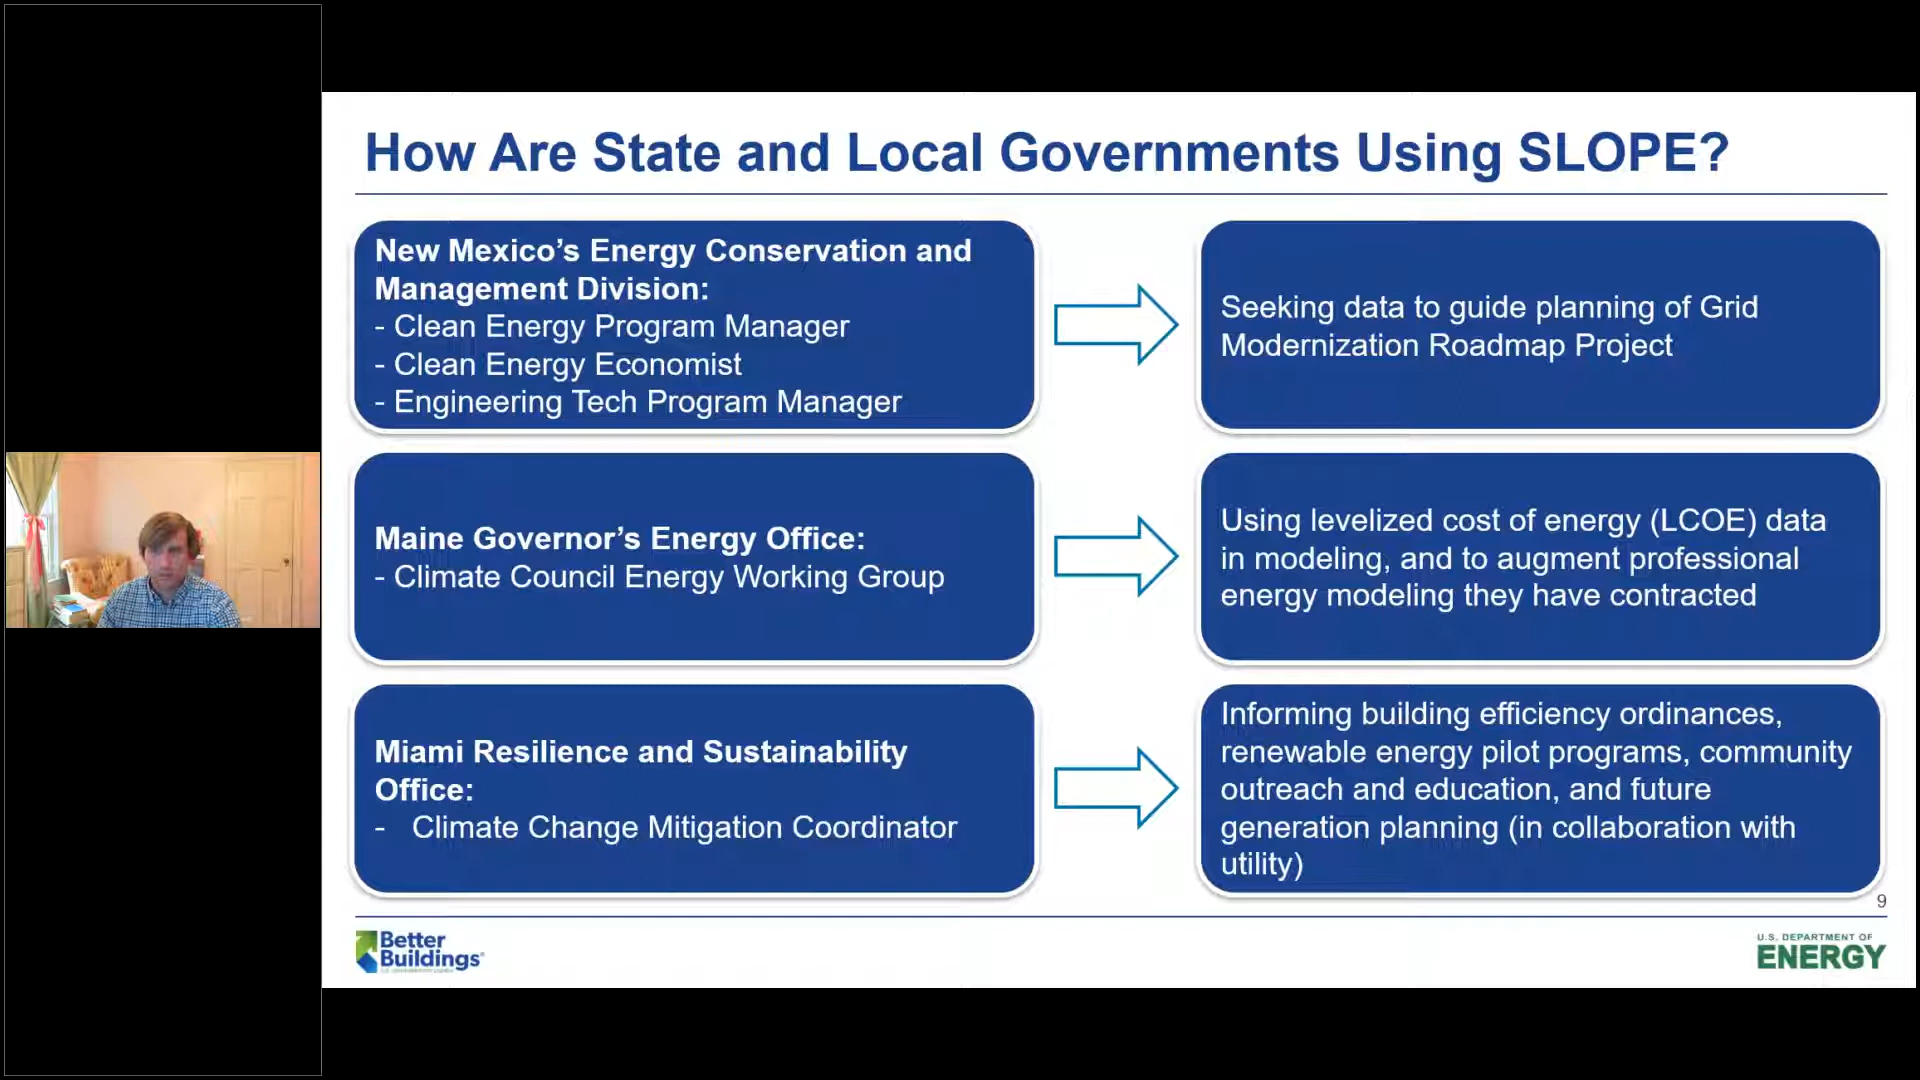 How Are State and Local Governments Using SLOPE?
New Mexico’s Energy Conservation and
Management Division:
- Clean Energy Program Manager
- Clean Energy Economist
- Engineering Tech Program Manager
Seeking data to guide planning of Grid
Modernization Roadmap Project
Maine Governor’s Energy Office:
- Climate Council Energy Working Group
Using levelized cost of energy (LCOE) data
in modeling, and to augment professional
energy modeling they have contracted
Miami Resilience and Sustainability
Office:
- Climate Change Mitigation Coordinator
Informing building efficiency ordinances,
renewable energy pilot programs, community
outreach and education, and future
generation planning (in collaboration with
utility)
9
Better
Buildings
U.S. DEPARTMENT OF
ENERGY